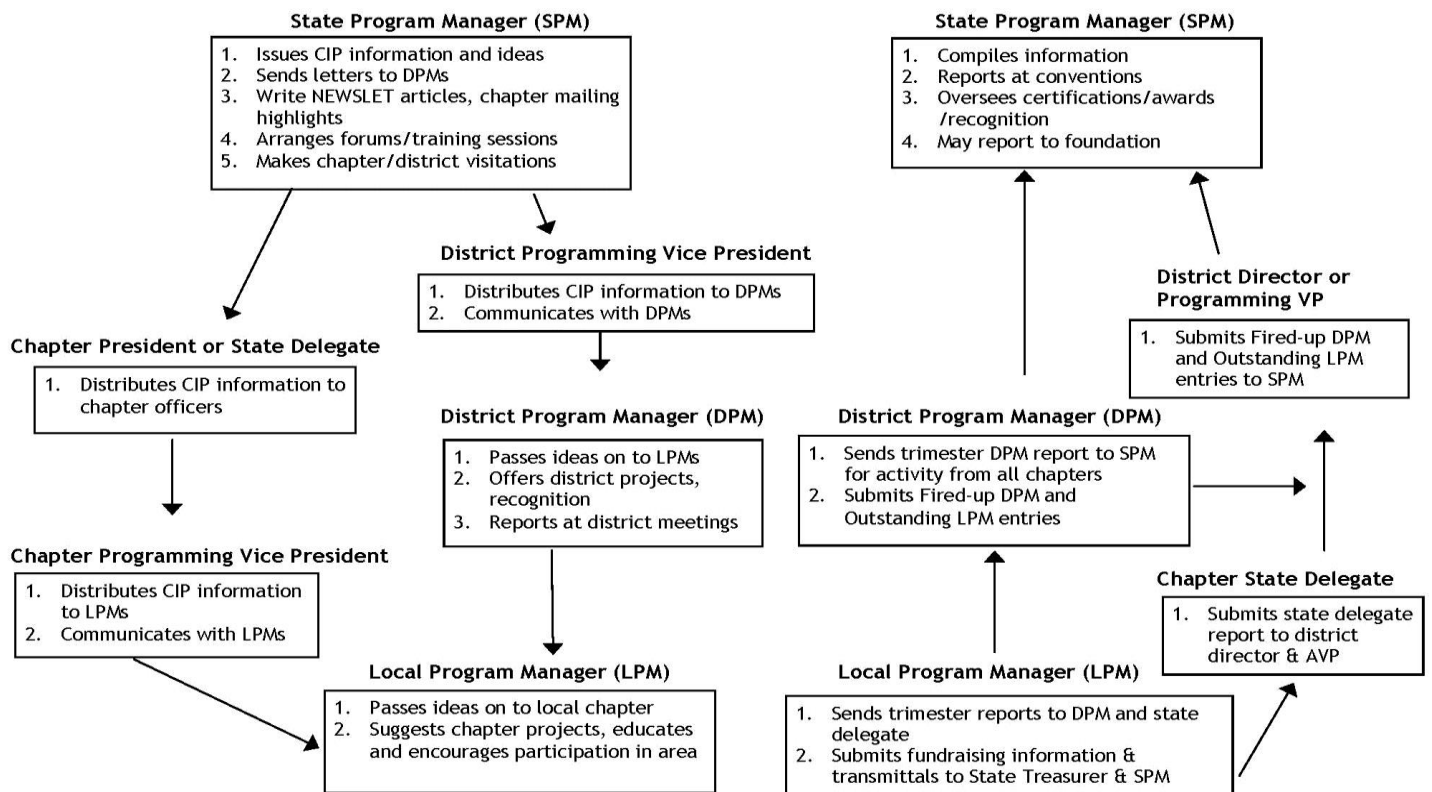 State Program Manager (SPM)
1. Issues CIP information and ideas
2. Sends letters to DPMs
3. Write NEWSLET articles, chapter mailing
highlights
4. Arranges forums/training sessions
5. Makes chapter/district visitations
District Programming Vice President
1. Distributes CIP information to DPMs
2. Communicates with DPMs
Chapter President or State Delegate
1. Distributes CIP information to
chapter officers
District Program Manager (DPM)
1. Passes ideas on to LPMs
2. Offers district projects,
recognition
3. Reports at district meetings
Chapter Programming Vice President
1. Distributes CIP information
to LPMs
2. Communicates with LPMs
Local Program Manager (LPM)
1. Passes ideas on to local chapter
2. Suggests chapter projects, educates
and encourages participation in area
State Program Manager (SPM)
1. Compiles information
2. Reports at conventions
3. Oversees certifications/awards
/recognition
4. May report to foundation
District Director or
Programming VP
1. Submits Fired-up DPM
and Outstanding LPM
entries to SPM
District Program Manager (DPM)
1. Sends trimester DPM report to SPM
for activity from all chapters
2. Submits Fired-up DPM and
Outstanding LPM entries
Chapter State Delegate
1. Submits state delegate
report to district
director & AVP
Local Program Manager (LPM)
1. Sends trimester reports to DPM and state
delegate
2. Submits fundraising information &
transmittals to State Treasurer & SPM